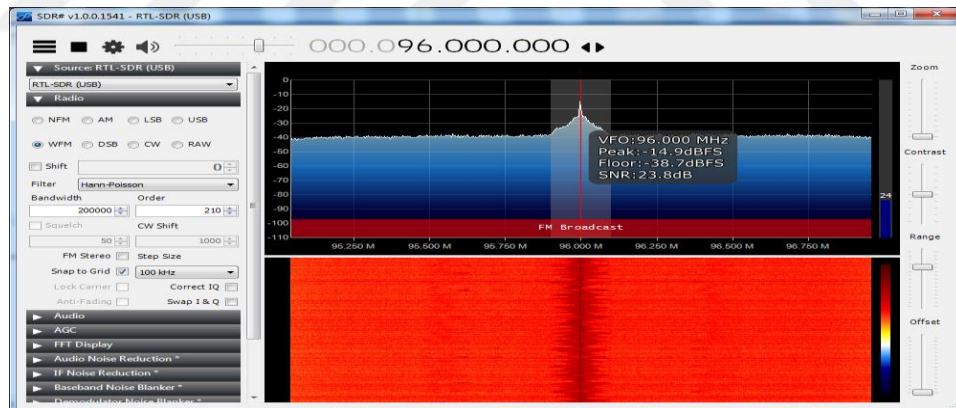 SDR# v1.0.0.1541 - RTL-SDR (USB)
000.096.000.000
Source: RTL-SDR (USB)
RTL-SDR (USB)
Radio
NFM AM LSB USB
WFM DSB CW RAW
Shift 0
Filter Hann-Poisson
Bandwidth Order
200000 210
Squelch CW Shift
50 1000
FM Stereo Step Size
Snap to Grid 100 kHz
Lock Carrier Correct IQ
Anti-Fading Swap I & Q
Audio
AGC
FFT Display
Audio Noise Reduction *
IF Noise Reduction *
Baseband Noise Blanker *
Demodulator Noise Blanker *
0
-10
-20
-30
-40
-50
-60
-70
-80
-90
-100
-110
VFO:96.000 MHz
Peak:-14.9dBFS
Floor:-38.7dBFS
SNR:23.8dB
FM Broadcast
95.250 M 95.500 M 95.750 M 96.000 M 96.250 M 96.500 M 96.750 M
24
Zoom
Contrast
Range
Offset